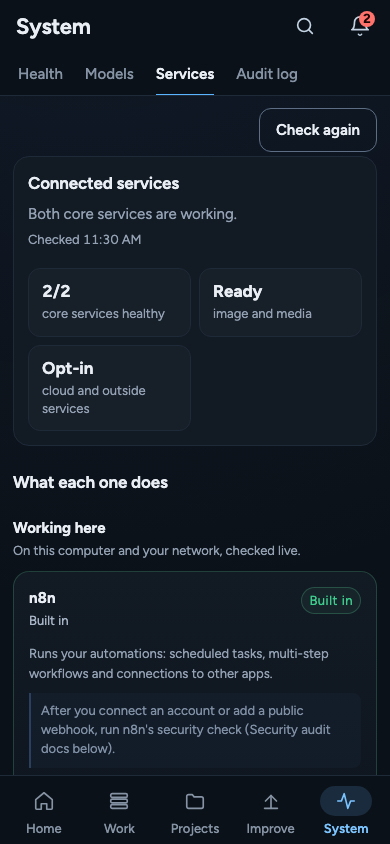 System
2
Health Models Services Audit log
Check again
Connected services
Both core services are working.
Checked 11:30 AM
2/2
core services healthy
Ready
image and media
Opt-in
cloud and outside
services
What each one does
Working here
On this computer and your network, checked live.
n8n
Built in
Built in
Runs your automations: scheduled tasks, multi-step
workflows and connections to other apps.
After you connect an account or add a public
webhook, run n8n's security check (Security audit
docs below).
Home Work Projects Improve System